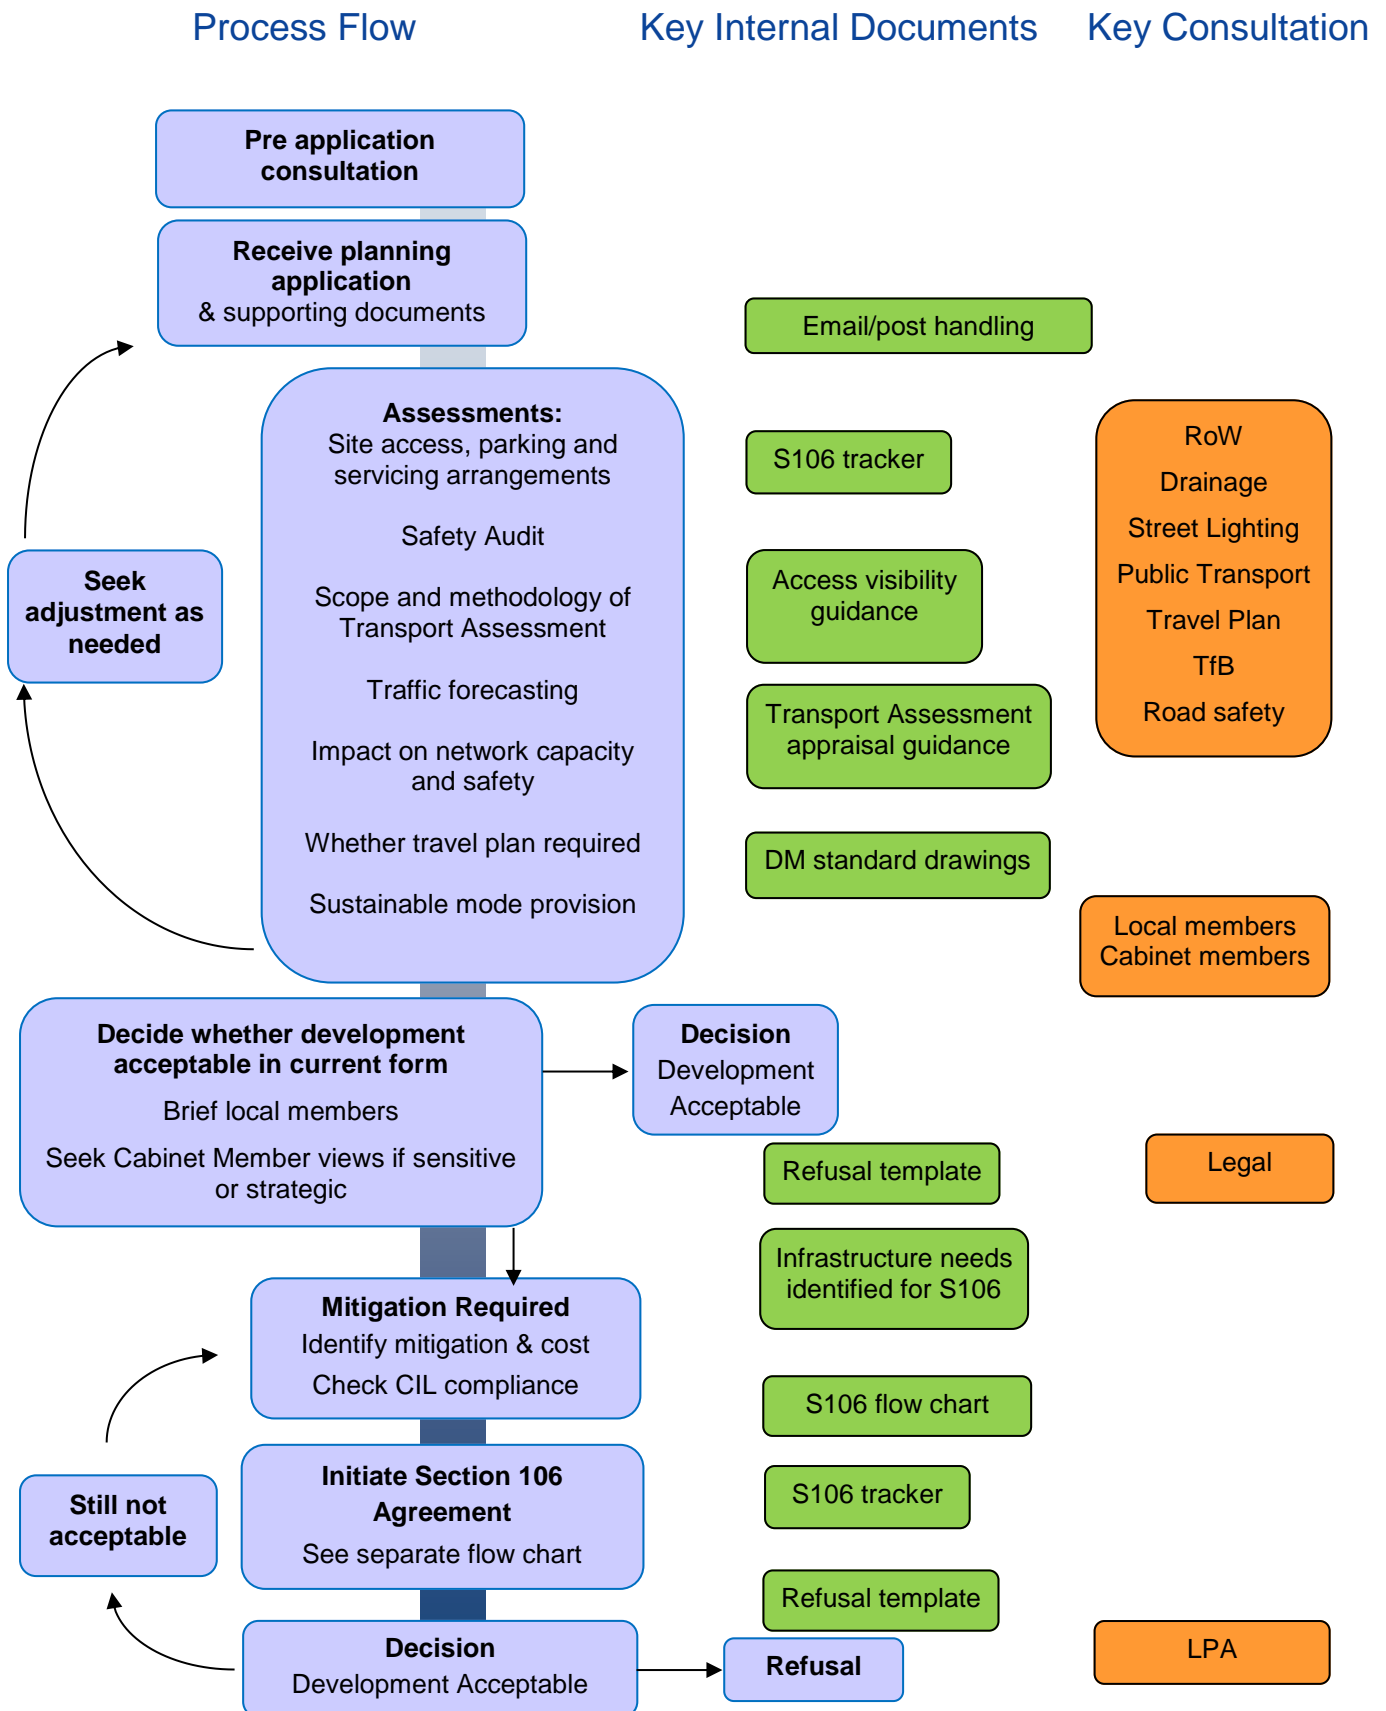 Process Flow
Key Internal Documents
Key Consultation
Pre application
consultation
Receive planning
application
& supporting documents
Email/post handling
Assessments:
Site access, parking and
servicing arrangements
Safety Audit
Scope and methodology of
Transport Assessment
Traffic forecasting
Impact on network capacity
and safety
Whether travel plan required
Sustainable mode provision
Seek
adjustment as
needed
S106 tracker
Access visibility
guidance
Transport Assessment
appraisal guidance
DM standard drawings
RoW
Drainage
Street Lighting
Public Transport
Travel Plan
TfB
Road safety
Local members
Cabinet members
Decide whether development
acceptable in current form
Brief local members
Seek Cabinet Member views if sensitive
or strategic
Decision
Development
Acceptable
Refusal template
Legal
Infrastructure needs
identified for S106
Mitigation Required
Identify mitigation & cost
Check CIL compliance
S106 flow chart
Initiate Section 106
Agreement
See separate flow chart
Still not
acceptable
S106 tracker
Refusal template
Decision
Development Acceptable
Refusal
LPA